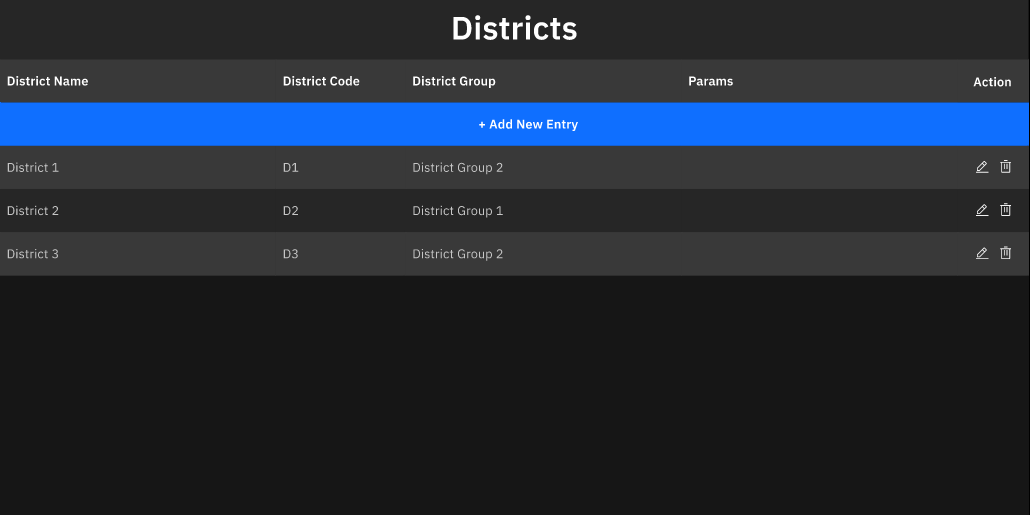 Districts
District Name District Code District Group Params Action
+ Add New Entry
District 1 D1 District Group 2
District 2 D2 District Group 1
District 3 D3 District Group 2